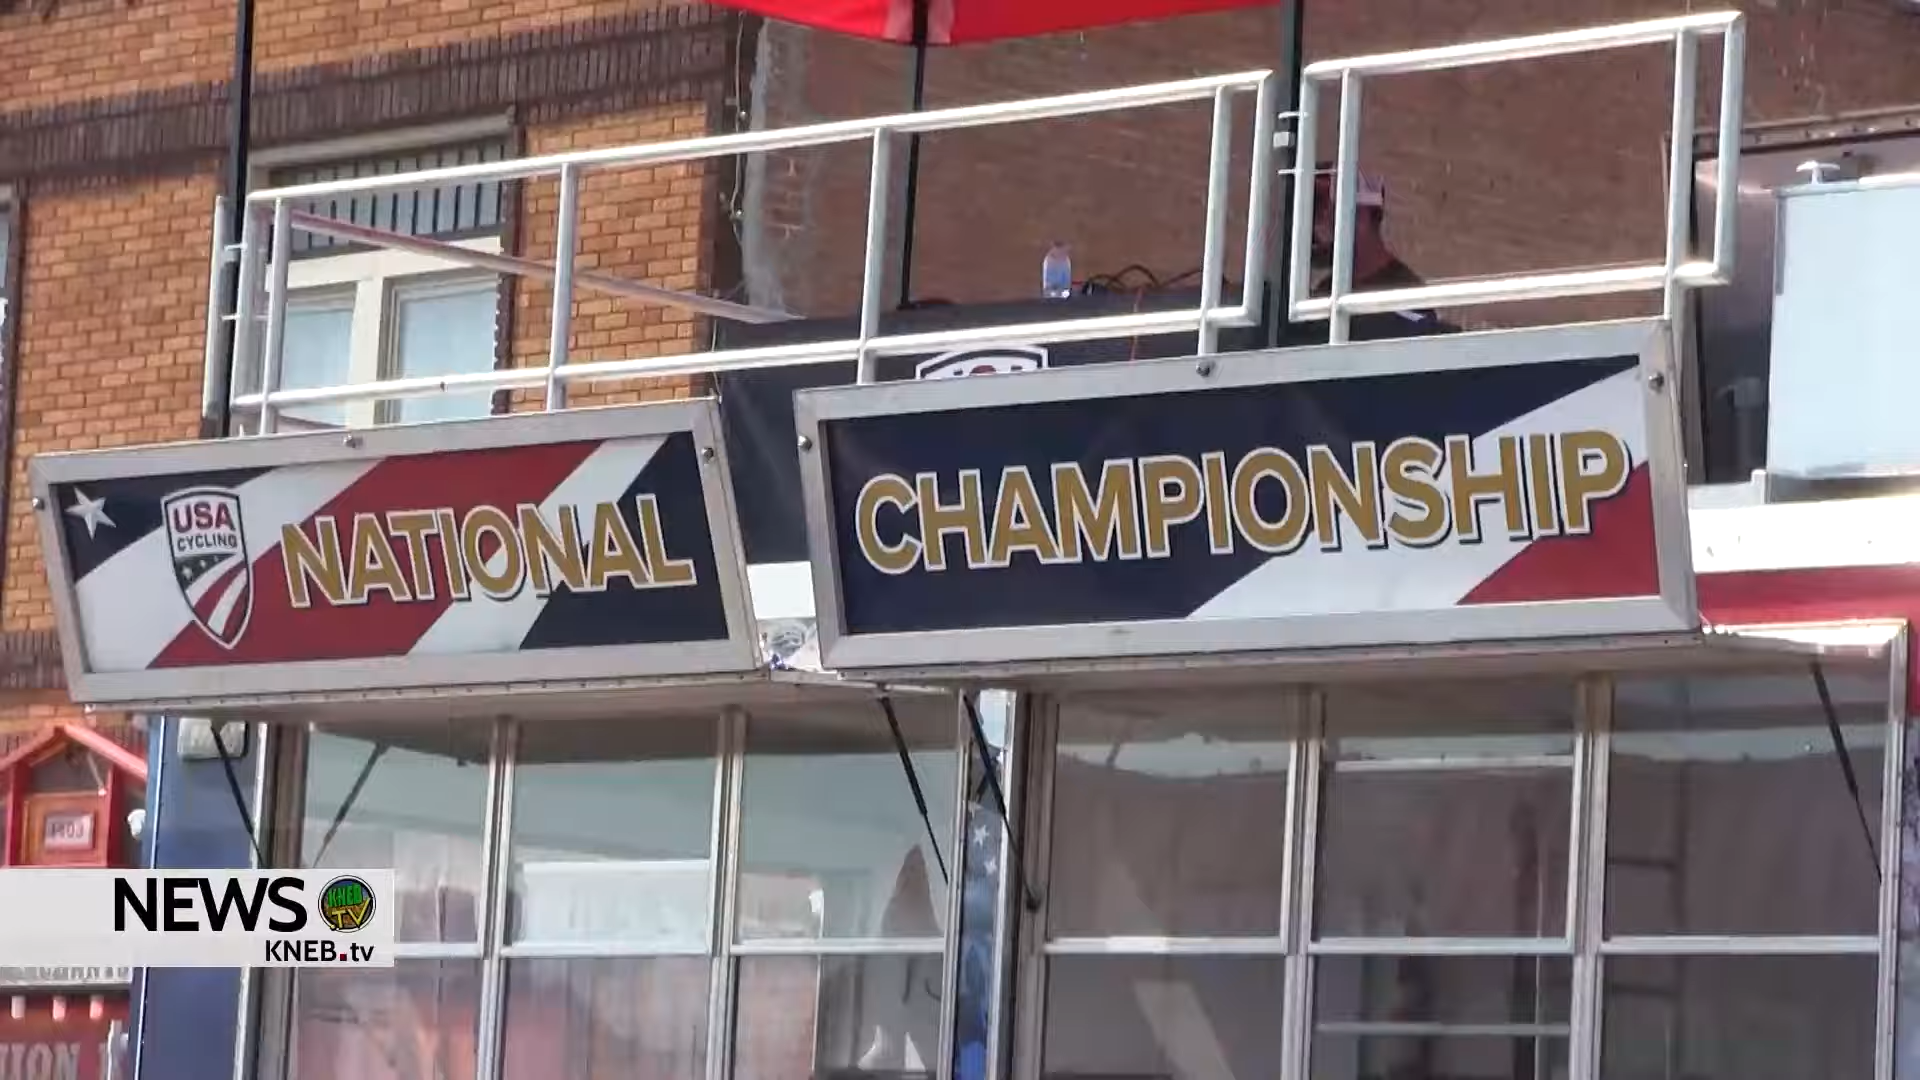 USA
CYCLING
NATIONAL
CHAMPIONSHIP
NEWS
KNEB
TV
KNEB.tv